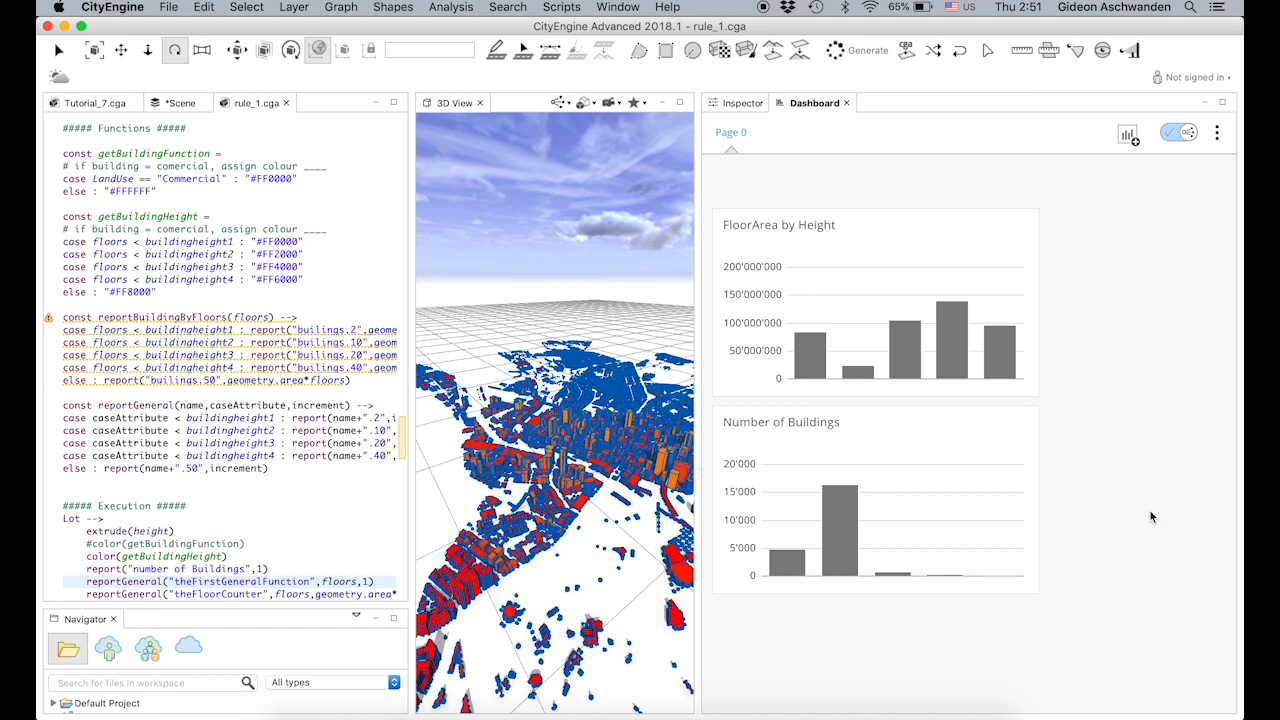 CityEngine File Edit Select Layer Graph Shapes Analysis Search Scripts Window Help 65% US Thu 2:51 Gideon Aschwanden
CityEngine Advanced 2018.1 - rule_1.cga
Generate
cga
Not signed in
Tutorial_7.cga *Scene rule_1.cga
3D View
Inspector Dashboard
Page 0
##### Functions #####
const getBuildingFunction =
# if building = comercial, assign colour ____
case LandUse == "Commercial" : "#FF0000"
else : "#FFFFFF"
const getBuildingHeight =
# if building = comercial, assign colour ____
case floors < buildingheight1 : "#FF0000"
case floors < buildingheight2 : "#FF2000"
case floors < buildingheight3 : "#FF4000"
case floors < buildingheight4 : "#FF6000"
else : "#FF8000"
const reportBuildingByFloors(floors) -->
case floors < buildingheight1 : report("builings.2",geome
case floors < buildingheight2 : report("builings.10",geom
case floors < buildingheight3 : report("builings.20",geom
case floors < buildingheight4 : report("builings.40",geom
else : report("builings.50",geometry.area*floors)
const reportGeneral(name,caseAttribute,increment) -->
case caseAttribute < buildingheight1 : report(name+".2",i
case caseAttribute < buildingheight2 : report(name+".10",
case caseAttribute < buildingheight3 : report(name+".20",
case caseAttribute < buildingheight4 : report(name+".40",
else : report(name+".50",increment)
##### Execution #####
Lot -->
extrude(height)
#color(getBuildingFunction)
color(getBuildingHeight)
report("number of Buildings",1)
reportGeneral("theFirstGeneralFunction",floors,1)
reportGeneral("theFloorCounter",floors,geometry.area*
FloorArea by Height
200'000'000
150'000'000
100'000'000
50'000'000
0
Number of Buildings
20'000
15'000
10'000
5'000
0
Navigator
Search for files in workspace
All types
Default Project